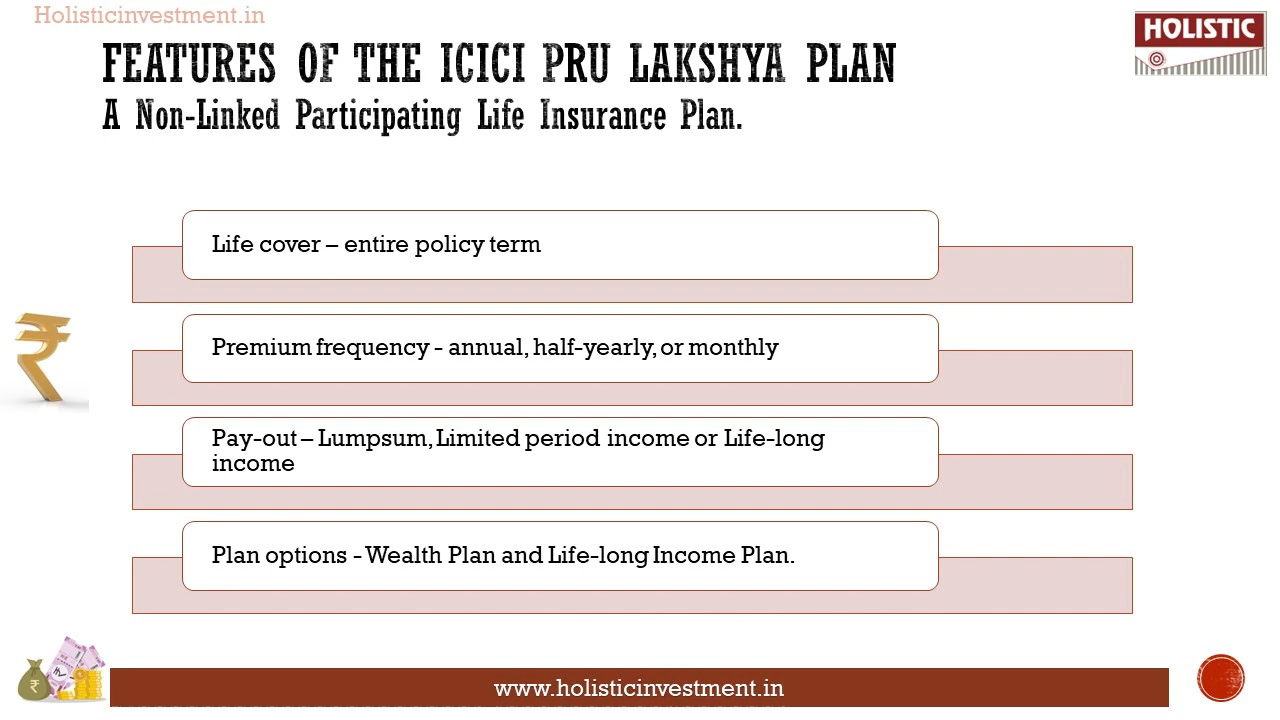 Holisticinvestment.in
HOLISTIC
FEATURES OF THE ICICI PRU LAKSHYA PLAN
A Non-Linked Participating Life Insurance Plan.
Life cover – entire policy term
Premium frequency - annual, half-yearly, or monthly
Pay-out – Lumpsum, Limited period income or Life-long
income
Plan options - Wealth Plan and Life-long Income Plan.
www.holisticinvestment.in